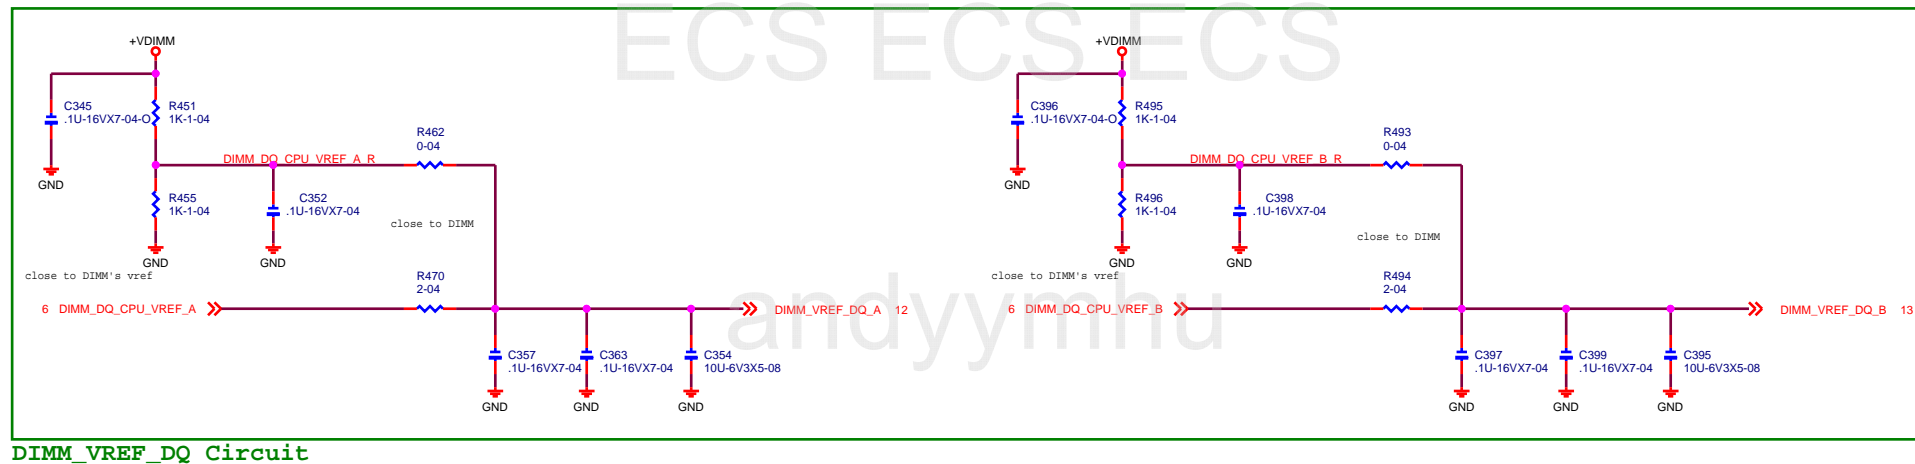 ECS ECS ECS
+VDIMM
C345
.1U-16VX7-04-O
R451
1K-1-04
GND
DIMM_DQ_CPU_VREF_A_R
R462
0-04
R455
1K-1-04
C352
.1U-16VX7-04
close to DIMM
GND
GND
close to DIMM's vref
R470
2-04
6 DIMM_DQ_CPU_VREF_A
DIMM_VREF_DQ_A 12
C357
.1U-16VX7-04
C363
.1U-16VX7-04
C354
10U-6V3X5-08
GND
GND
GND
+VDIMM
C396
.1U-16VX7-04-O
R495
1K-1-04
GND
DIMM_DQ_CPU_VREF_B_R
R493
0-04
R496
1K-1-04
C398
.1U-16VX7-04
close to DIMM
GND
GND
close to DIMM's vref
R494
2-04
6 DIMM_DQ_CPU_VREF_B
DIMM_VREF_DQ_B 13
C397
.1U-16VX7-04
C399
.1U-16VX7-04
C395
10U-6V3X5-08
GND
GND
GND
andyymhu
DIMM_VREF_DQ Circuit